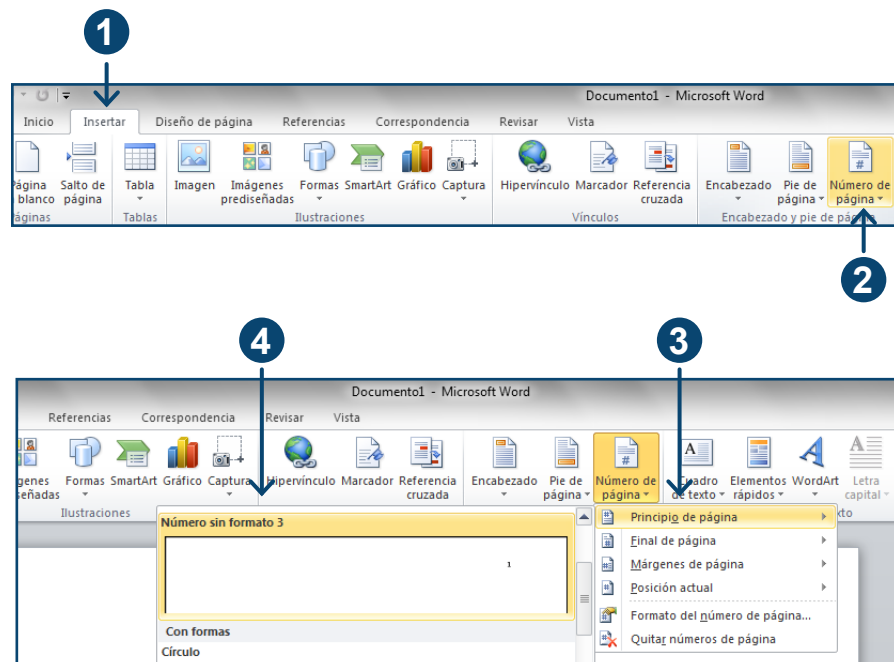 1
Documento1 - Microsoft Word
Inicio Insertar Diseño de página Referencias Correspondencia Revisar Vista
Página Salto de Tabla Imagen Imágenes Formas SmartArt Gráfico Captura Hipervínculo Marcador Referencia Encabezado Pie de Número de
blanco página prediseñadas cruzada página página
Páginas Tablas Ilustraciones Vínculos Encabezado y pie de página
2
4 3
Documento1 - Microsoft Word
Referencias Correspondencia Revisar Vista
genes Formas SmartArt Gráfico Captura Hipervínculo Marcador Referencia Encabezado Pie de Número de Cuadro Elementos WordArt Letra
señadas cruzada página página de texto rápidos capital
Ilustraciones xto
Número sin formato 3 Principio de página
Final de página
1 Márgenes de página
Posición actual
Formato del número de página...
Con formas Quitar números de página
Círculo